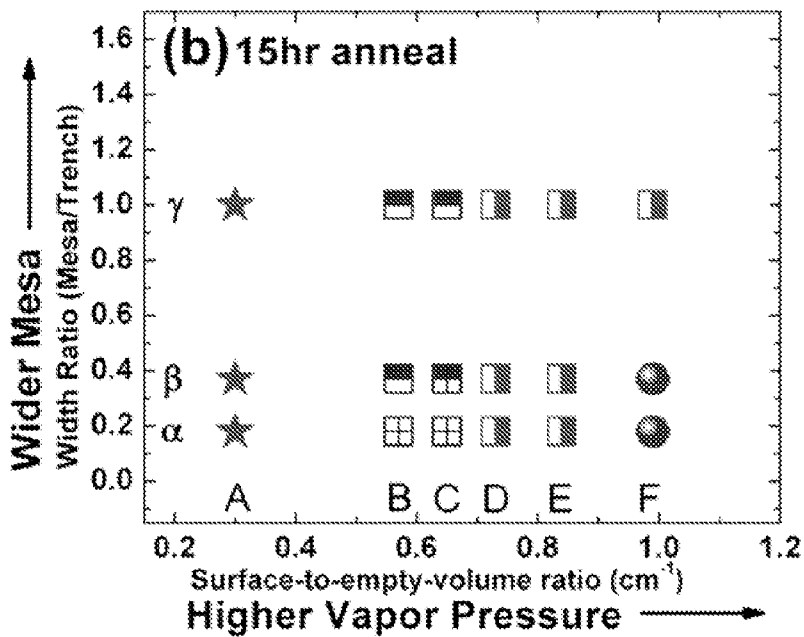 (b) 15hr anneal
Wider Mesa
Width Ratio (Mesa/Trench)
1.6
1.4
1.2
γ 1.0
0.8
0.6
β 0.4
α 0.2
0.0
A B C D E F
0.2 0.4 0.6 0.8 1.0 1.2
Surface-to-empty-volume ratio (cm⁻¹)
Higher Vapor Pressure